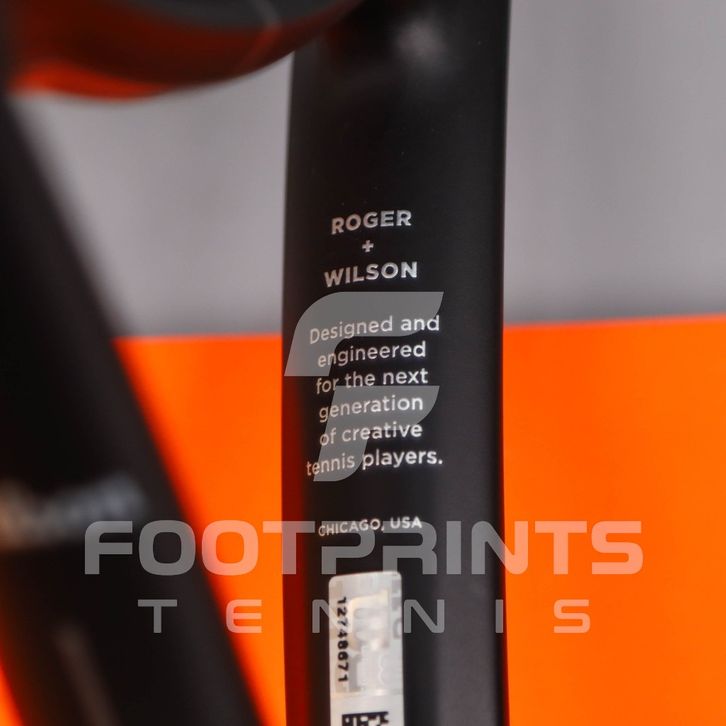 ROGER
+
WILSON
Designed and
engineered
for the next
generation
of creative
tennis players.
CHICAGO, USA
FOOTPRINTS
TENNIS
12748671